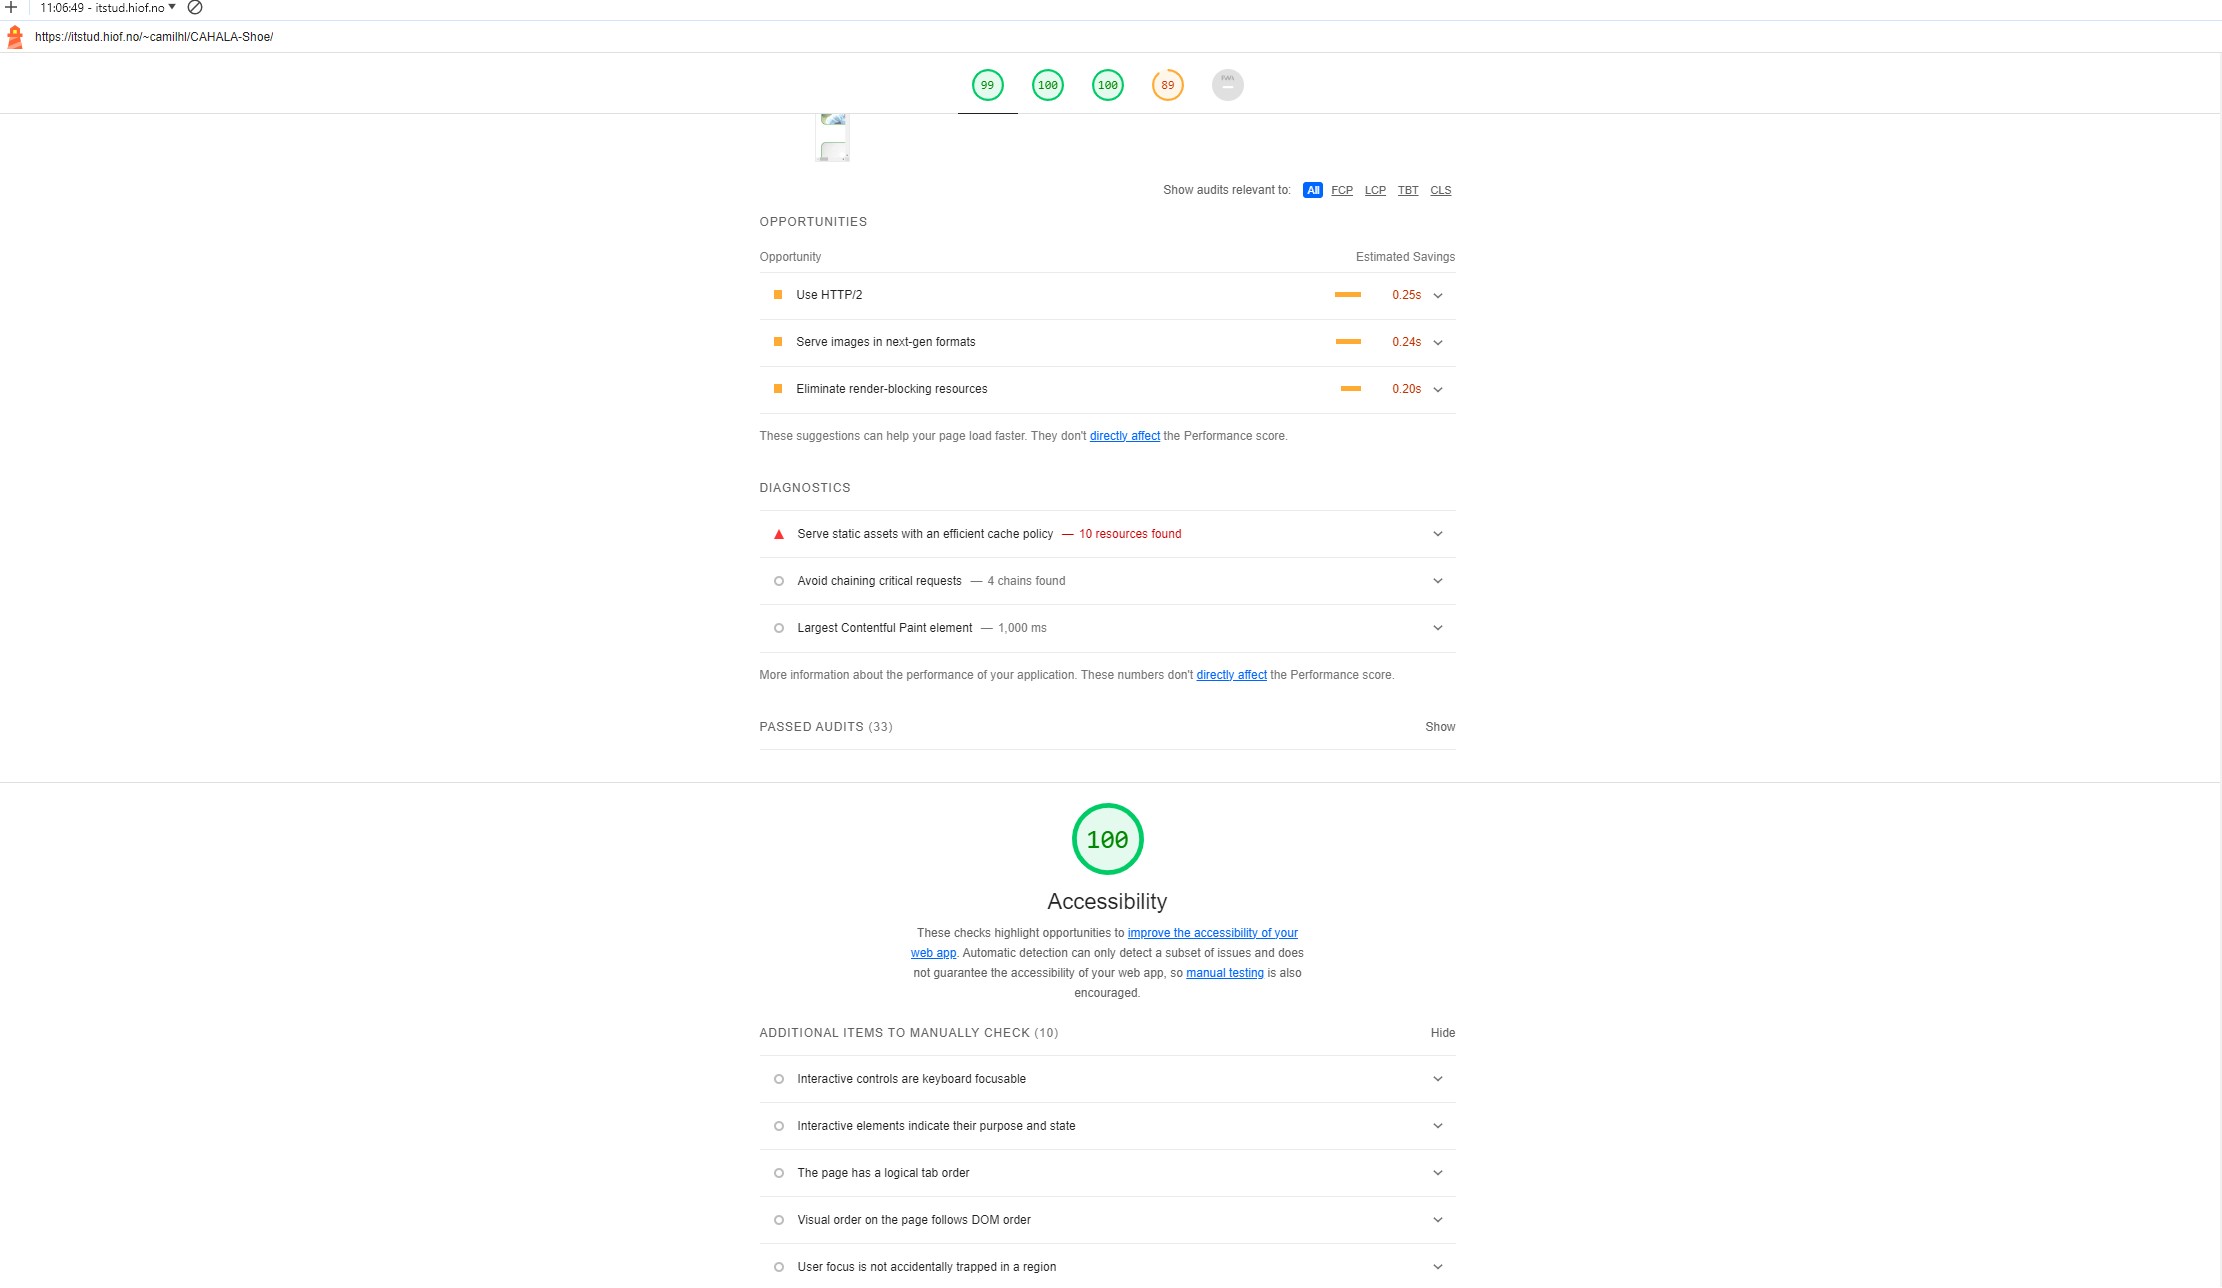 11:06:49 - itstud.hiof.no
https://itstud.hiof.no/~camilhl/CAHALA-Shoe/
99 100 100 89 PWA
Show audits relevant to: All FCP LCP TBT CLS
OPPORTUNITIES
Opportunity Estimated Savings
Use HTTP/2 0.25s
Serve images in next-gen formats 0.24s
Eliminate render-blocking resources 0.20s
These suggestions can help your page load faster. They don't directly affect the Performance score.
DIAGNOSTICS
Serve static assets with an efficient cache policy — 10 resources found
Avoid chaining critical requests — 4 chains found
Largest Contentful Paint element — 1,000 ms
More information about the performance of your application. These numbers don't directly affect the Performance score.
PASSED AUDITS (33) Show
100
Accessibility
These checks highlight opportunities to improve the accessibility of your
web app. Automatic detection can only detect a subset of issues and does
not guarantee the accessibility of your web app, so manual testing is also
encouraged.
ADDITIONAL ITEMS TO MANUALLY CHECK (10) Hide
Interactive controls are keyboard focusable
Interactive elements indicate their purpose and state
The page has a logical tab order
Visual order on the page follows DOM order
User focus is not accidentally trapped in a region